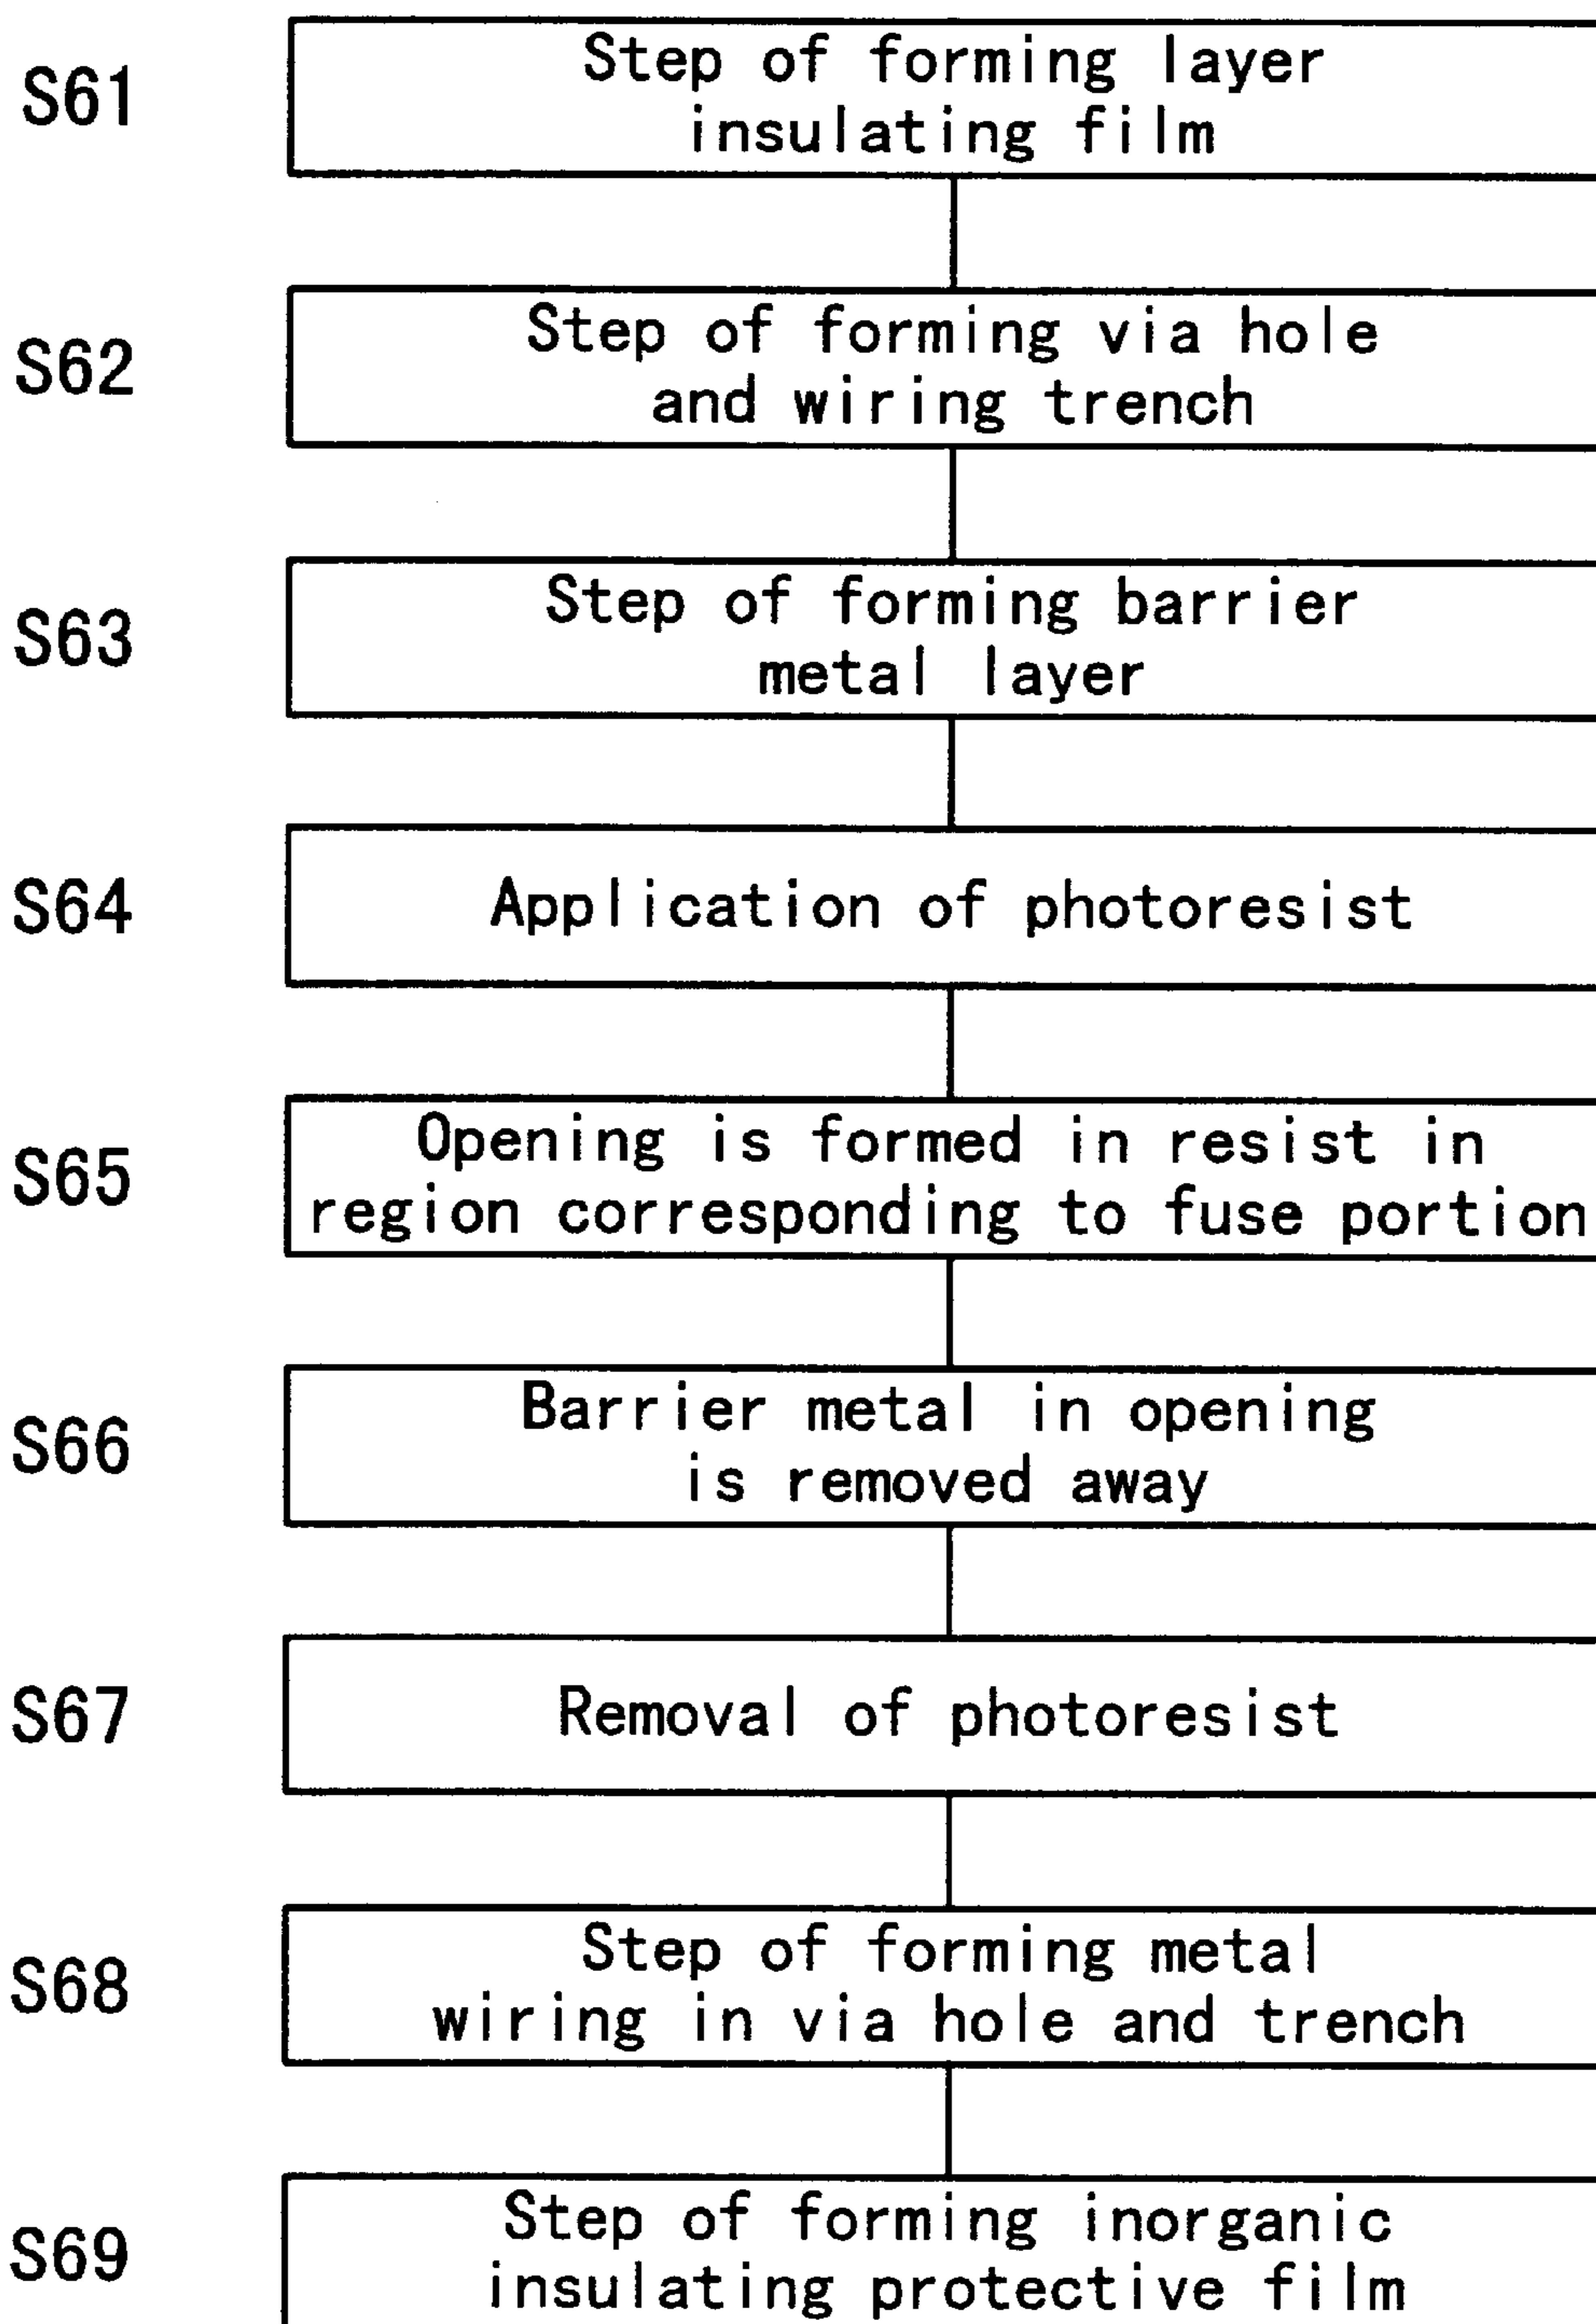 S61
Step of forming layer
insulating film
S62
Step of forming via hole
and wiring trench
S63
Step of forming barrier
metal layer
S64
Application of photoresist
S65
Opening is formed in resist in
region corresponding to fuse portion
S66
Barrier metal in opening
is removed away
S67
Removal of photoresist
S68
Step of forming metal
wiring in via hole and trench
S69
Step of forming inorganic
insulating protective film